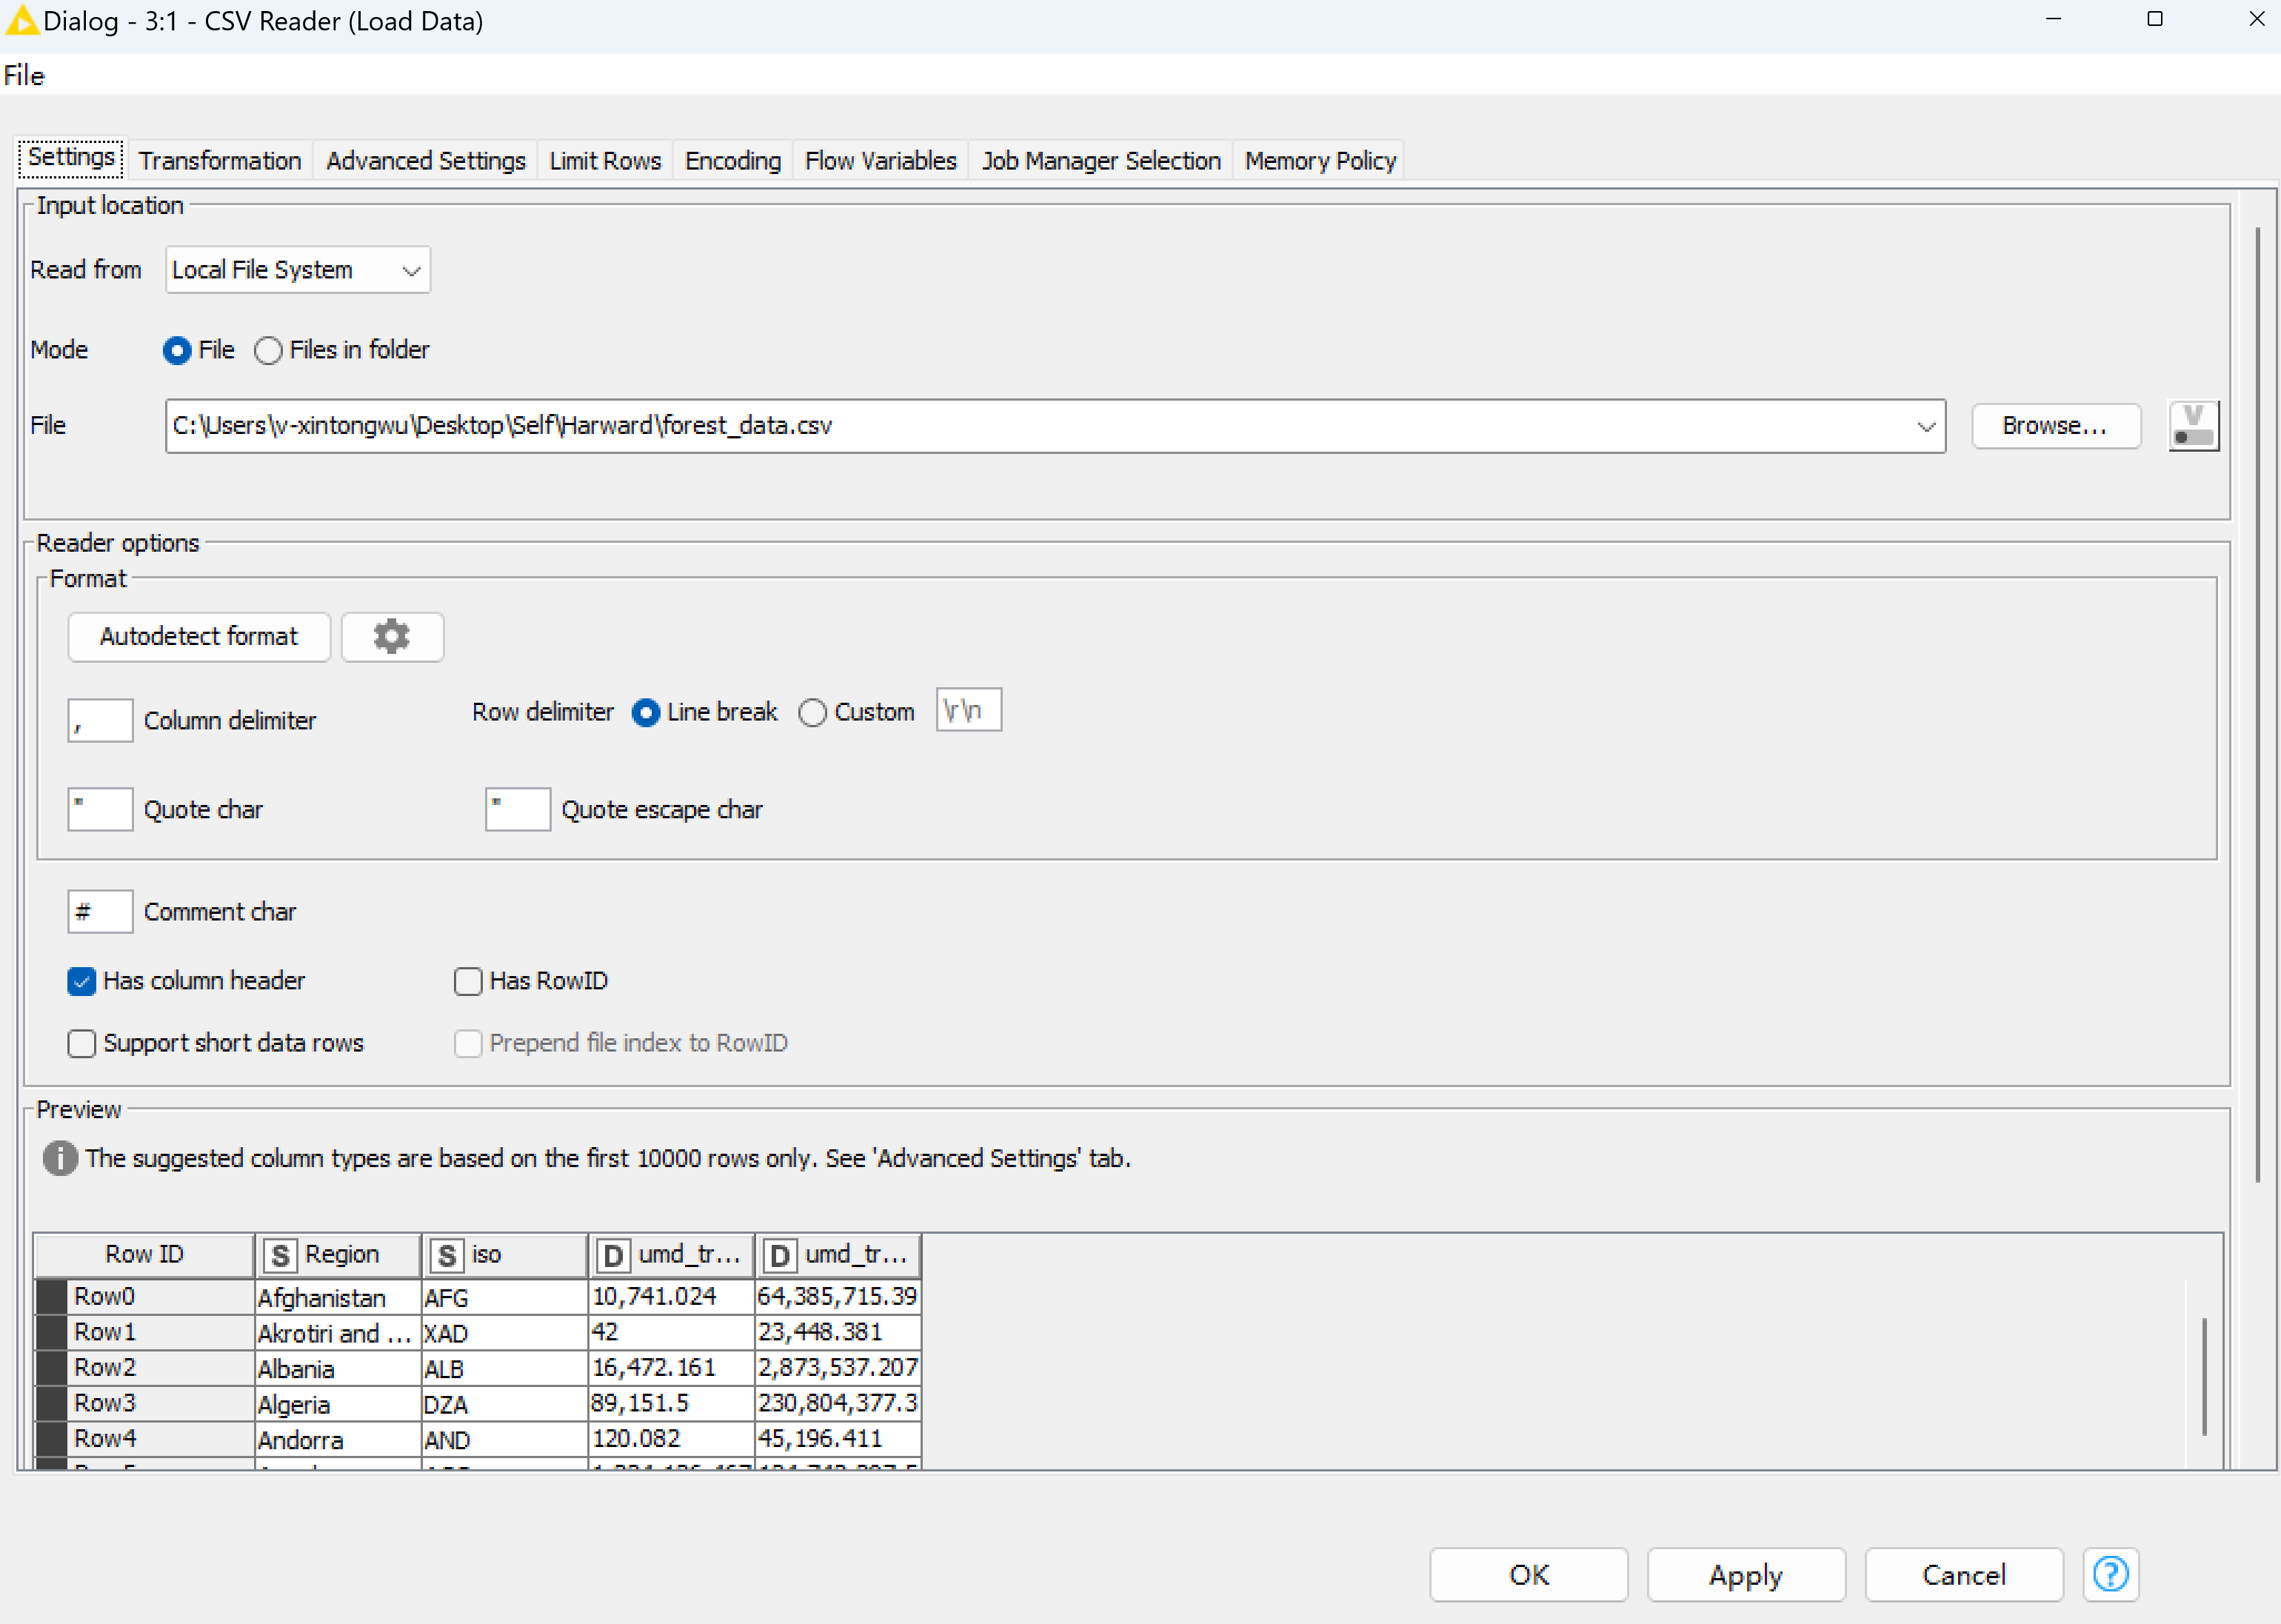 Dialog - 3:1 - CSV Reader (Load Data)
File
Settings Transformation Advanced Settings Limit Rows Encoding Flow Variables Job Manager Selection Memory Policy
Input location
Read from Local File System
Mode File Files in folder
File C:\Users\v-xintongwu\Desktop\Self\Harward\forest_data.csv Browse... V
Reader options
Format
Autodetect format
, Column delimiter Row delimiter Line break Custom \r\n
" Quote char " Quote escape char
# Comment char
Has column header Has RowID
Support short data rows Prepend file index to RowID
Preview
i The suggested column types are based on the first 10000 rows only. See 'Advanced Settings' tab.
Row ID S Region S iso D umd_tr... D umd_tr...
Row0 Afghanistan AFG 10,741.024 64,385,715.39
Row1 Akrotiri and ... XAD 42 23,448.381
Row2 Albania ALB 16,472.161 2,873,537.207
Row3 Algeria DZA 89,151.5 230,804,377.3
Row4 Andorra AND 120.082 45,196.411
OK Apply Cancel ?